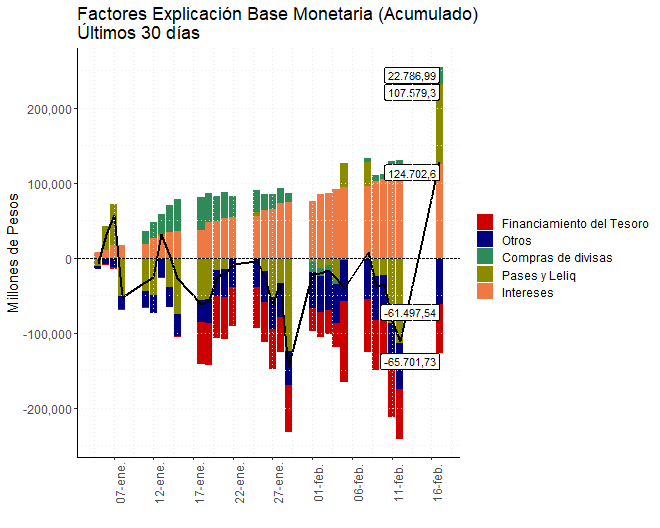 Factores Explicación Base Monetaria (Acumulado)
Últimos 30 días
Millones de Pesos
200,000
100,000
0
-100,000
-200,000
22.786,99
107.579,3
124.702,6
-61.497,54
-65.701,73
Financiamiento del Tesoro
Otros
Compras de divisas
Pases y Leliq
Intereses
07-ene.
12-ene.
17-ene.
22-ene.
27-ene.
01-feb.
06-feb.
11-feb.
16-feb.